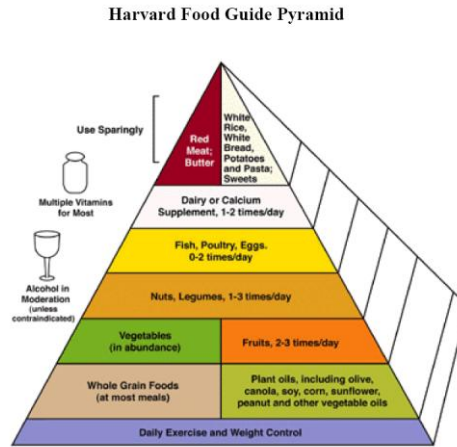 Harvard Food Guide Pyramid
Use Sparingly
Red
Meat;
Butter
White
Rice,
White
Bread,
Potatoes
and Pasta;
Sweets
Multiple Vitamins
for Most
Dairy or Calcium
Supplement, 1-2 times/day
Fish, Poultry, Eggs.
0-2 times/day
Alcohol in
Moderation
(unless
contraindicated)
Nuts, Legumes, 1-3 times/day
Vegetables
(in abundance)
Fruits, 2-3 times/day
Whole Grain Foods
(at most meals)
Plant oils, including olive,
canola, soy, corn, sunflower,
peanut and other vegetable oils
Daily Exercise and Weight Control